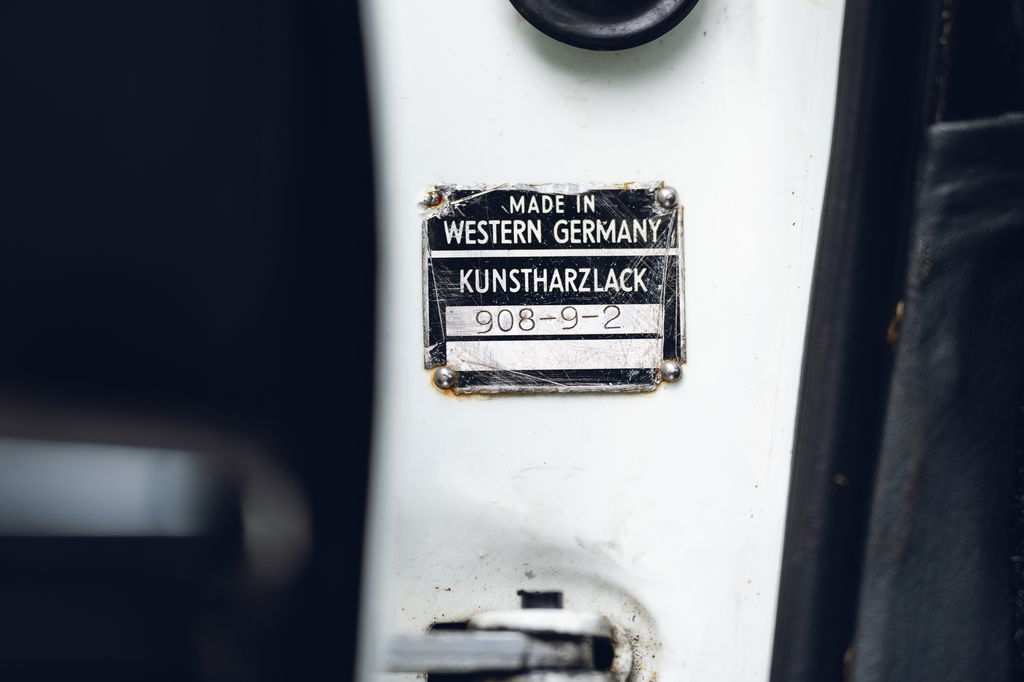 MADE IN
WESTERN GERMANY
KUNSTHARZLACK
908-9-2